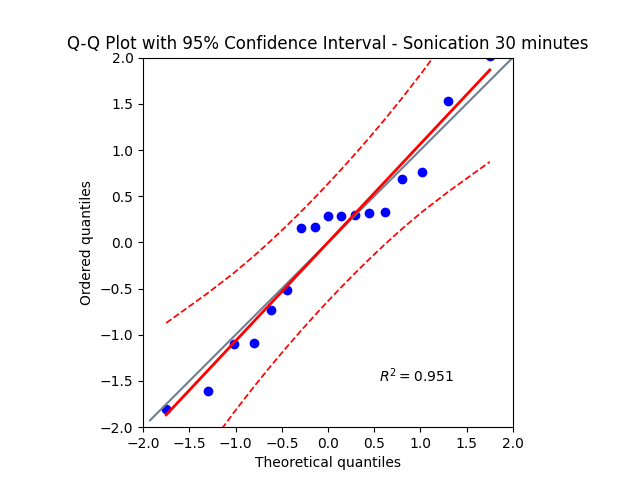 Q-Q Plot with 95% Confidence Interval - Sonication 30 minutes
2.0
1.5
1.0
0.5
0.0
−0.5
−1.0
−1.5
−2.0
Ordered quantiles
R² = 0.951
−2.0 −1.5 −1.0 −0.5 0.0 0.5 1.0 1.5 2.0
Theoretical quantiles